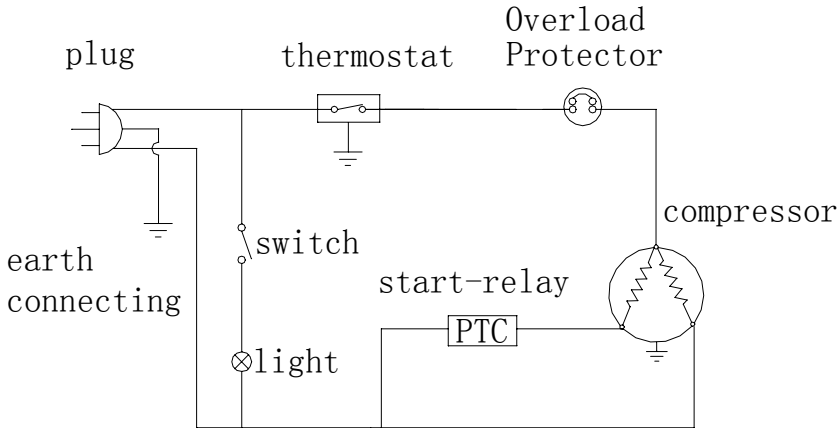 Overload
Protector
plug
thermostat
compressor
switch
earth
connecting
start-relay
PTC
light